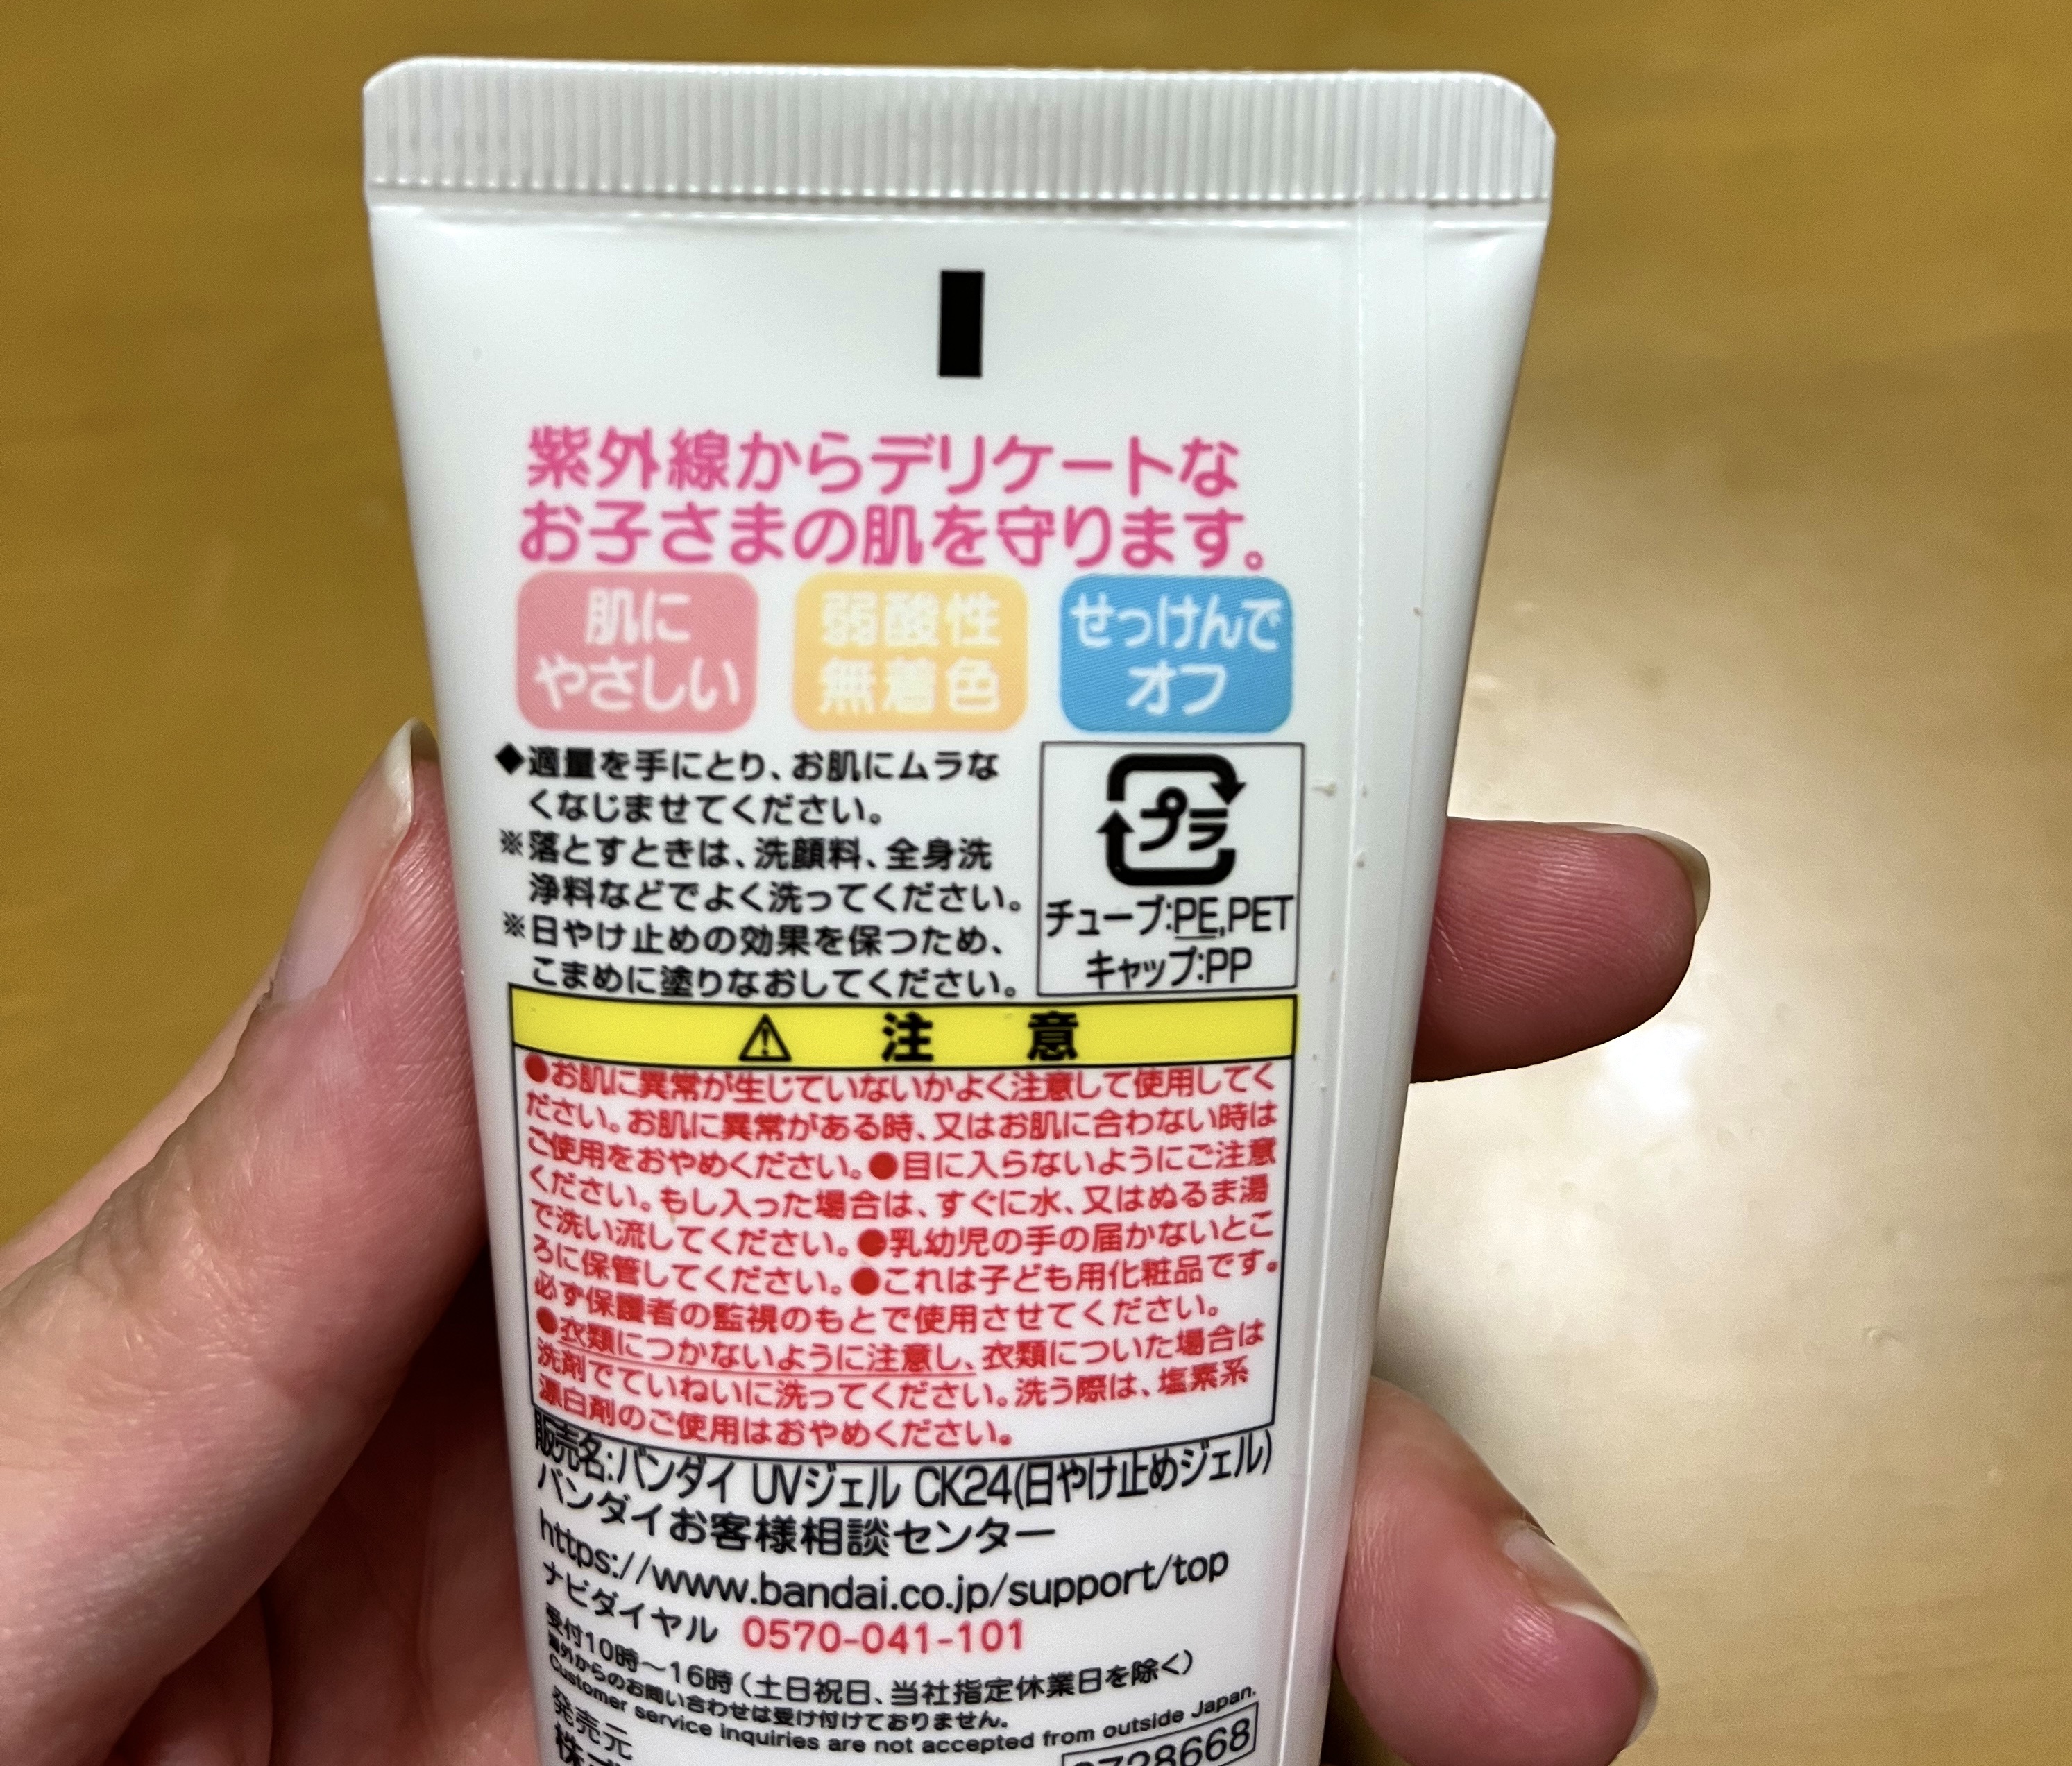 紫外線からデリケートな
お子さまの肌を守ります。
肌に
やさしい
弱酸性
無着色
せっけんで
オフ
◆適量を手にとり、お肌にムラな
くなじませてください。
※落とすときは、洗顔料、全身洗
浄料などでよく洗ってください。
※日やけ止めの効果を保つため、
こまめに塗りなおしてください。
プラ
チューブ:PE,PET
キャップ:PP
⚠ 注 意
●お肌に異常が生じていないかよく注意して使用してく
ださい。お肌に異常がある時、又はお肌に合わない時は
ご使用をおやめください。●目に入らないようにご注意
ください。もし入った場合は、すぐに水、又はぬるま湯
で洗い流してください。●乳幼児の手の届かないとこ
ろに保管してください。●これは子ども用化粧品です。
必ず保護者の監視のもとで使用させてください。
●衣類につかないように注意し、衣類についた場合は
洗剤でていねいに洗ってください。洗う際は、塩素系
漂白剤のご使用はおやめください。
販売名:バンダイ UVジェル CK24(日やけ止めジェル)
バンダイお客様相談センター
https://www.bandai.co.jp/support/top
ナビダイヤル 0570-041-101
受付10時～16時(土日祝日、当社指定休業日を除く)
海外からのお問い合わせは受け付けておりません。
Customer service inquiries are not accepted from outside Japan.
発売元